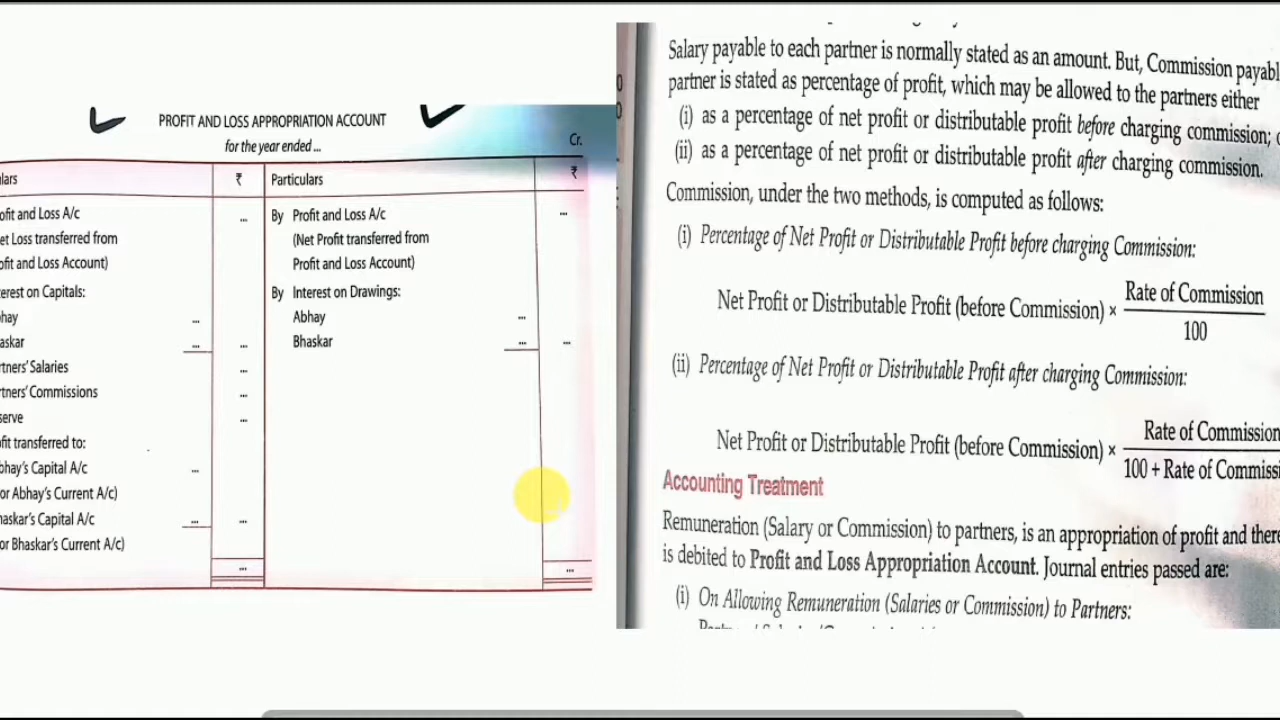 PROFIT AND LOSS APPROPRIATION ACCOUNT
for the year ended ...
Cr.
lars ₹ Particulars ₹
ofit and Loss A/c ... By Profit and Loss A/c ...
et Loss transferred from (Net Profit transferred from
ofit and Loss Account) Profit and Loss Account)
erest on Capitals: By Interest on Drawings:
hay ... Abhay ...
askar ... ... Bhaskar ... ...
rtners' Salaries ...
rtners' Commissions ...
serve ...
fit transferred to:
bhay's Capital A/c ...
or Abhay's Current A/c)
haskar's Capital A/c ... ...
or Bhaskar's Current A/c)
... ...
Salary payable to each partner is normally stated as an amount. But, Commission payabl
partner is stated as percentage of profit, which may be allowed to the partners either
(i) as a percentage of net profit or distributable profit before charging commission;
(ii) as a percentage of net profit or distributable profit after charging commission.
Commission, under the two methods, is computed as follows:
(i) Percentage of Net Profit or Distributable Profit before charging Commission:
Net Profit or Distributable Profit (before Commission) × Rate of Commission
100
(ii) Percentage of Net Profit or Distributable Profit after charging Commission:
Net Profit or Distributable Profit (before Commission) × Rate of Commission
100 + Rate of Commissi
Accounting Treatment
Remuneration (Salary or Commission) to partners, is an appropriation of profit and there
is debited to Profit and Loss Appropriation Account. Journal entries passed are:
(i) On Allowing Remuneration (Salaries or Commission) to Partners: